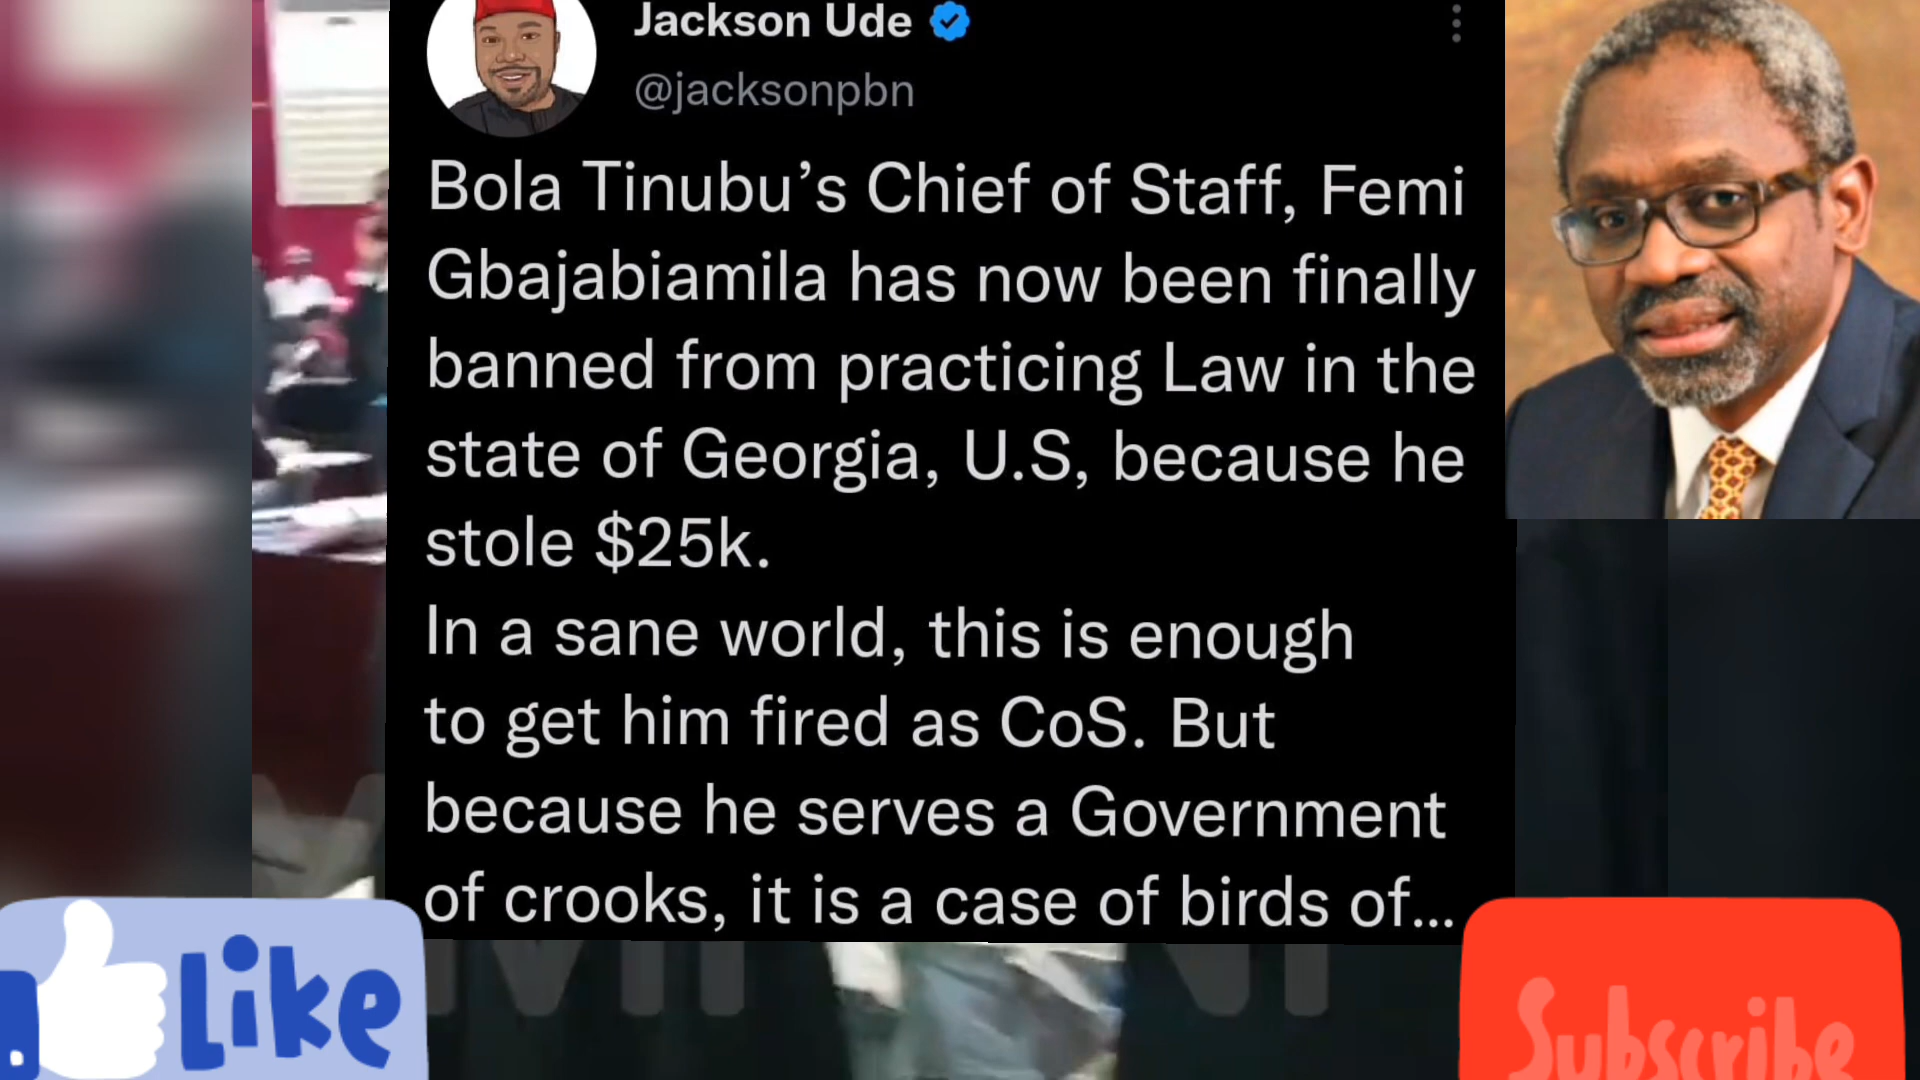 Jackson Ude
@jacksonpbn
Bola Tinubu’s Chief of Staff, Femi
Gbajabiamila has now been finally
banned from practicing Law in the
state of Georgia, U.S, because he
stole $25k.
In a sane world, this is enough
to get him fired as CoS. But
because he serves a Government
of crooks, it is a case of birds of...
Like
Subscribe